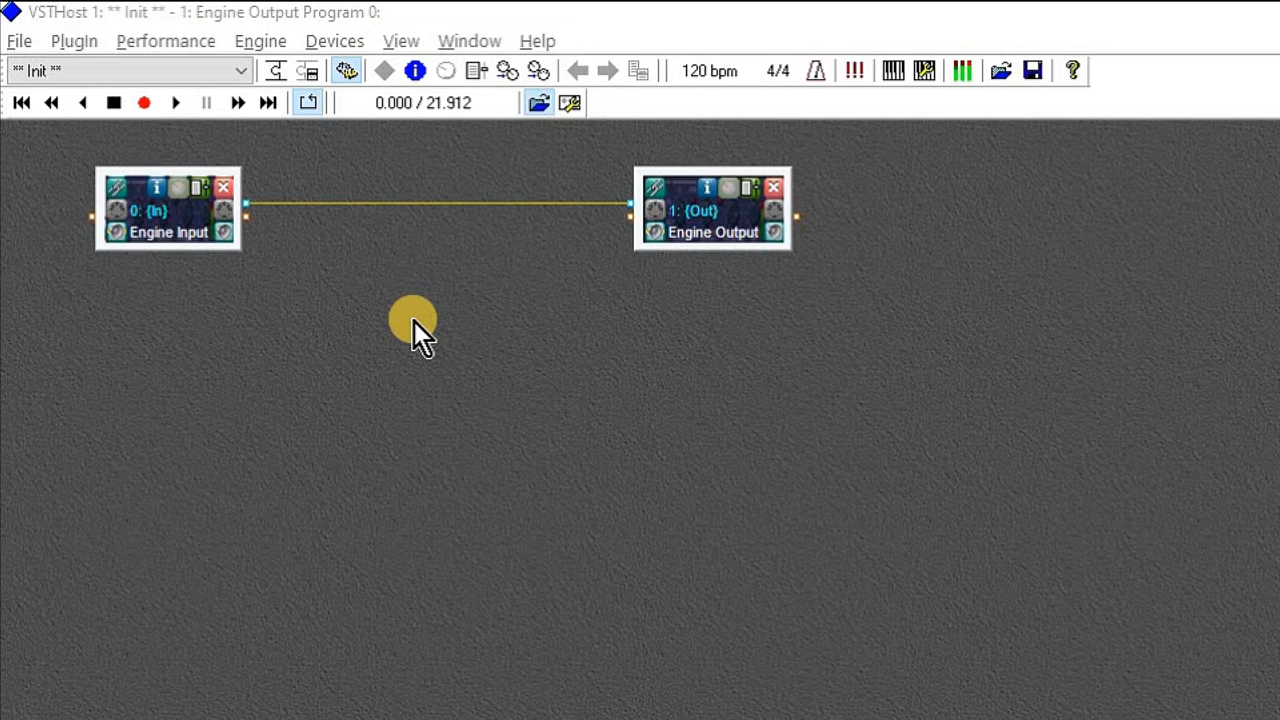 VSTHost 1: ** Init ** - 1: Engine Output Program 0:
File PlugIn Performance Engine Devices View Window Help
** Init ** 120 bpm 4/4
0.000 / 21.912
0: {In}
Engine Input
1: {Out}
Engine Output